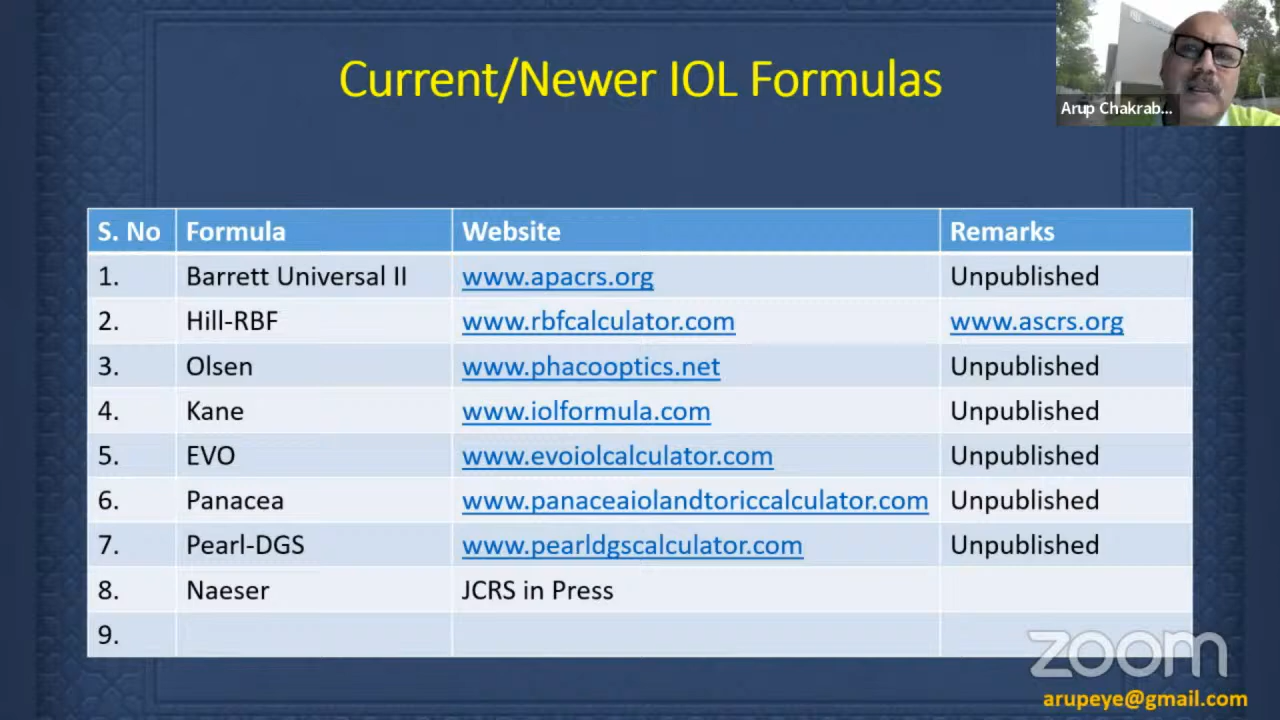 Current/Newer IOL Formulas
Arup Chakrab...
S. No Formula Website Remarks
1. Barrett Universal II www.apacrs.org Unpublished
2. Hill-RBF www.rbfcalculator.com www.ascrs.org
3. Olsen www.phacooptics.net Unpublished
4. Kane www.iolformula.com Unpublished
5. EVO www.evoiolcalculator.com Unpublished
6. Panacea www.panaceaiolandtoriccalculator.com Unpublished
7. Pearl-DGS www.pearldgscalculator.com Unpublished
8. Naeser JCRS in Press
9.
zoom
arupeye@gmail.com